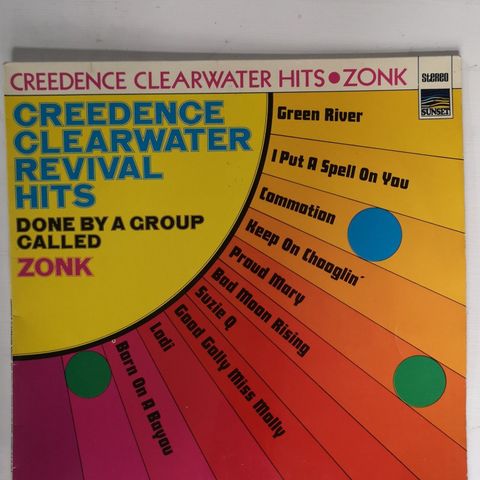 CREEDENCE CLEARWATER HITS●ZONK
STEREO
SUNSET
CREEDENCE
CLEARWATER
REVIVAL
HITS
DONE BY A GROUP
CALLED
ZONK
Green River
I Put A Spell On You
Commotion
Keep On Chooglin'
Proud Mary
Bad Moon Rising
Suzie Q
Good Golly Miss Molly
Lodi
Born On A Bayou